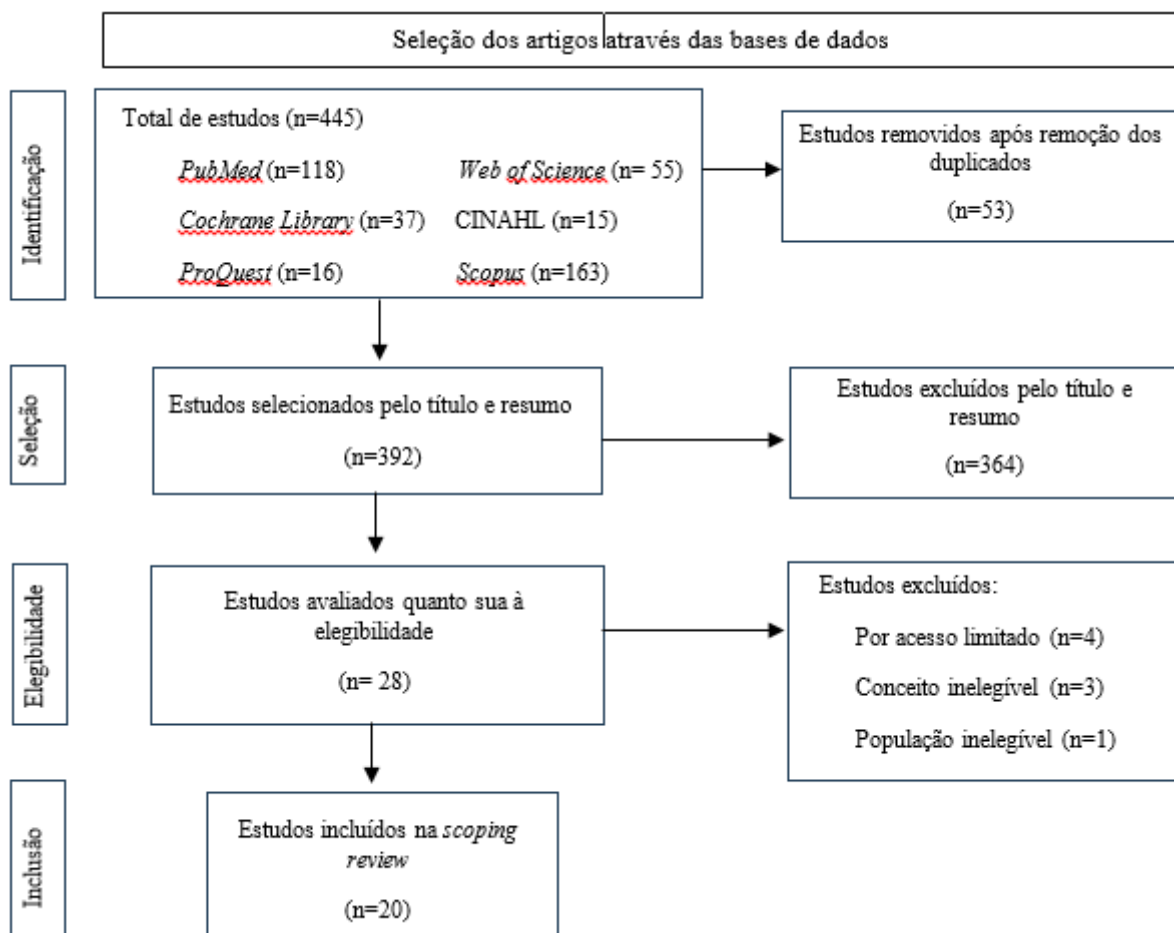 Seleção dos artigos através das bases de dados
Identificação
Total de estudos (n=445)
PubMed (n=118) Web of Science (n= 55)
Cochrane Library (n=37) CINAHL (n=15)
ProQuest (n=16) Scopus (n=163)
Estudos removidos após remoção dos
duplicados
(n=53)
Seleção
Estudos selecionados pelo título e resumo
(n=392)
Estudos excluídos pelo título e
resumo
(n=364)
Elegibilidade
Estudos avaliados quanto sua à
elegibilidade
(n= 28)
Estudos excluídos:
Por acesso limitado (n=4)
Conceito inelegível (n=3)
População inelegível (n=1)
Inclusão
Estudos incluídos na scoping
review
(n=20)